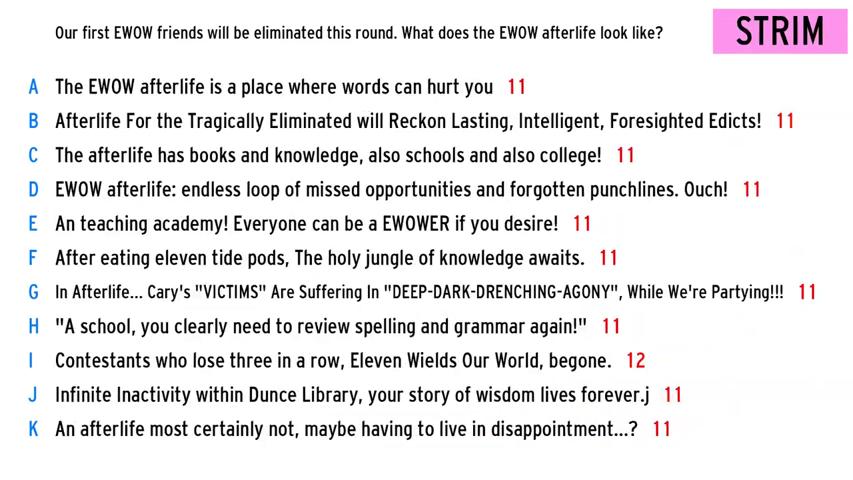 Our first EWOW friends will be eliminated this round. What does the EWOW afterlife look like?
STRIM
A The EWOW afterlife is a place where words can hurt you 11
B Afterlife For the Tragically Eliminated will Reckon Lasting, Intelligent, Foresighted Edicts! 11
C The afterlife has books and knowledge, also schools and also college! 11
D EWOW afterlife: endless loop of missed opportunities and forgotten punchlines. Ouch! 11
E An teaching academy! Everyone can be a EWOWER if you desire! 11
F After eating eleven tide pods, The holy jungle of knowledge awaits. 11
G In Afterlife... Cary's "VICTIMS" Are Suffering In "DEEP-DARK-DRENCHING-AGONY", While We're Partying!!! 11
H "A school, you clearly need to review spelling and grammar again!" 11
I Contestants who lose three in a row, Eleven Wields Our World, begone. 12
J Infinite Inactivity within Dunce Library, your story of wisdom lives forever.j 11
K An afterlife most certainly not, maybe having to live in disappointment...? 11